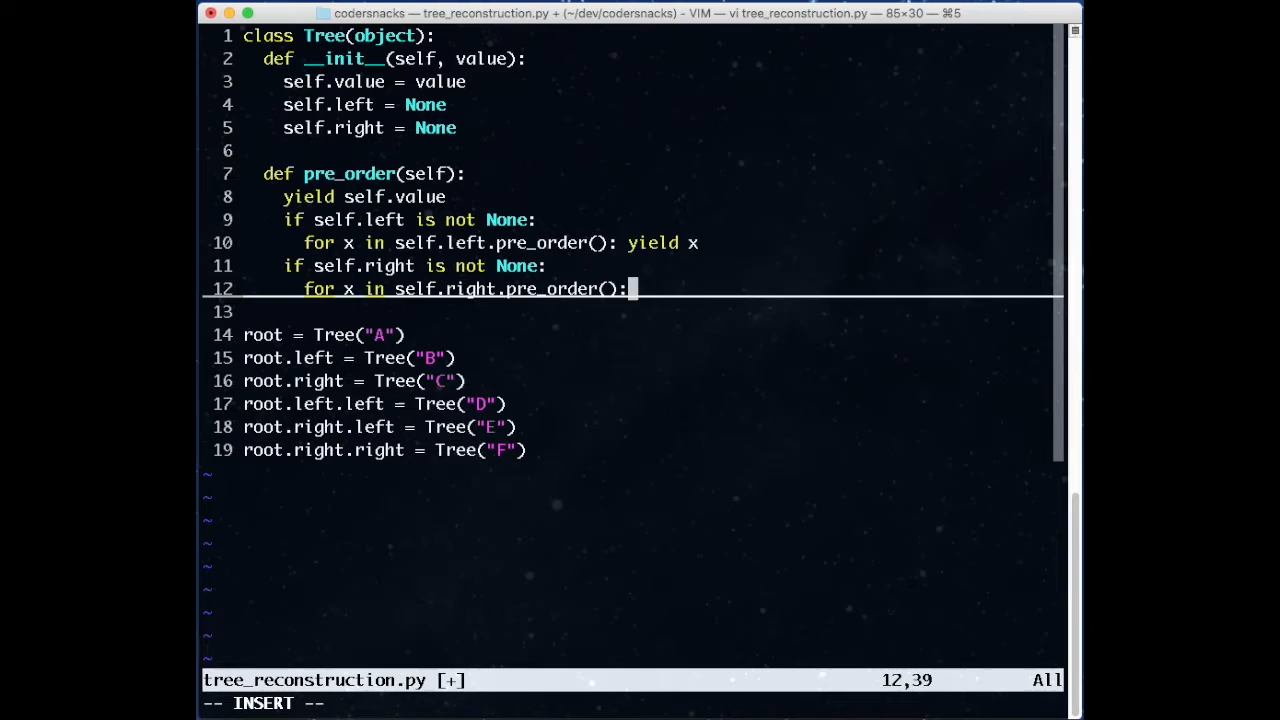 codersnacks — tree_reconstruction.py + (~/dev/codersnacks) - VIM — vi tree_reconstruction.py — 85×30 — ⌘5
1 class Tree(object):
2   def __init__(self, value):
3     self.value = value
4     self.left = None
5     self.right = None
6
7   def pre_order(self):
8     yield self.value
9     if self.left is not None:
10       for x in self.left.pre_order(): yield x
11     if self.right is not None:
12       for x in self.right.pre_order():
13
14 root = Tree("A")
15 root.left = Tree("B")
16 root.right = Tree("C")
17 root.left.left = Tree("D")
18 root.right.left = Tree("E")
19 root.right.right = Tree("F")
~
~
~
~
~
~
~
~
~
tree_reconstruction.py [+] 12,39 All
-- INSERT --